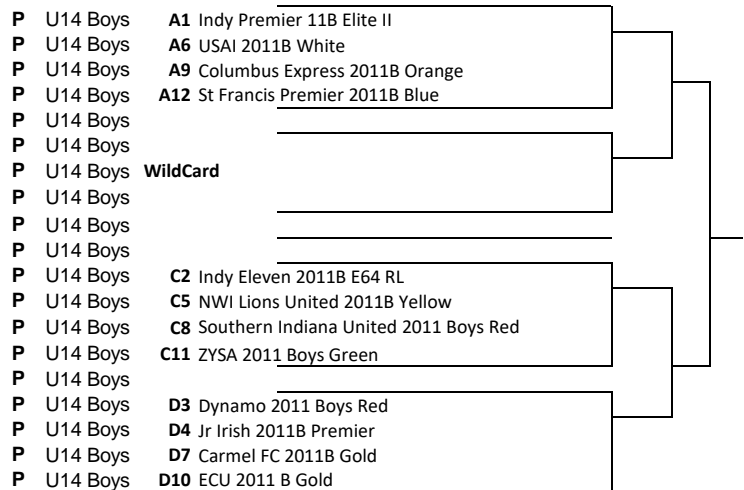 P U14 Boys A1 Indy Premier 11B Elite II
P U14 Boys A6 USAI 2011B White
P U14 Boys A9 Columbus Express 2011B Orange
P U14 Boys A12 St Francis Premier 2011B Blue
P U14 Boys
P U14 Boys
P U14 Boys WildCard
P U14 Boys
P U14 Boys
P U14 Boys
P U14 Boys C2 Indy Eleven 2011B E64 RL
P U14 Boys C5 NWI Lions United 2011B Yellow
P U14 Boys C8 Southern Indiana United 2011 Boys Red
P U14 Boys C11 ZYSA 2011 Boys Green
P U14 Boys
P U14 Boys D3 Dynamo 2011 Boys Red
P U14 Boys D4 Jr Irish 2011B Premier
P U14 Boys D7 Carmel FC 2011B Gold
P U14 Boys D10 ECU 2011 B Gold